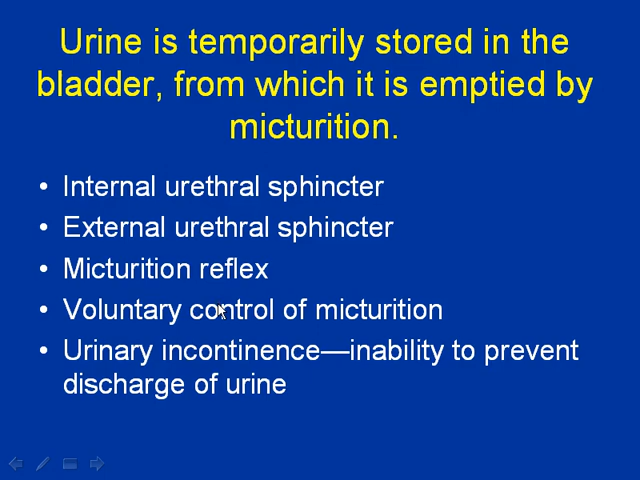 Urine is temporarily stored in the
bladder, from which it is emptied by
micturition.
• Internal urethral sphincter
• External urethral sphincter
• Micturition reflex
• Voluntary control of micturition
• Urinary incontinence—inability to prevent
discharge of urine